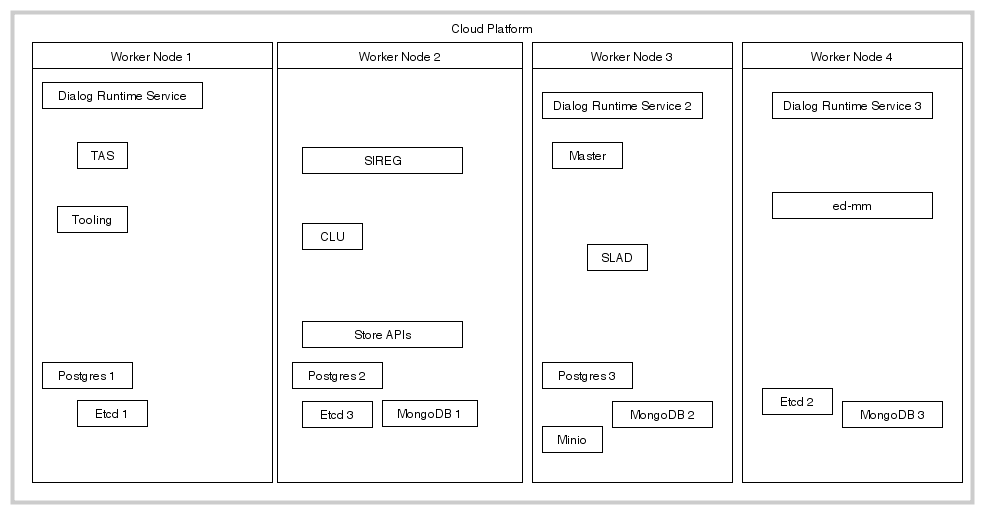 Cloud Platform
Worker Node 1
Dialog Runtime Service
TAS
Tooling
Postgres 1
Etcd 1
Worker Node 2
SIREG
CLU
Store APIs
Postgres 2
Etcd 3
MongoDB 1
Worker Node 3
Dialog Runtime Service 2
Master
SLAD
Postgres 3
MongoDB 2
Minio
Worker Node 4
Dialog Runtime Service 3
ed-mm
Etcd 2
MongoDB 3